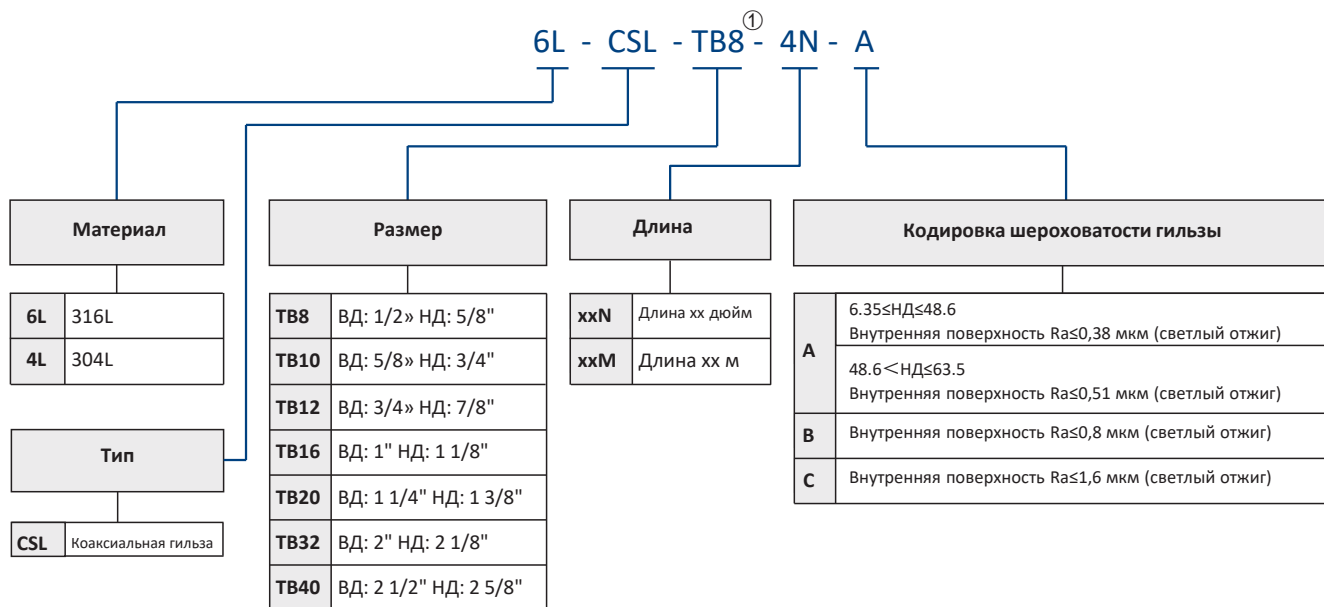 ①
6L - CSL - TB8 - 4N - A
Материал
6L 316L
4L 304L
Тип
CSL Коаксиальная гильза
Размер
TB8 ВД: 1/2» НД: 5/8"
TB10 ВД: 5/8» НД: 3/4"
TB12 ВД: 3/4» НД: 7/8"
TB16 ВД: 1" НД: 1 1/8"
TB20 ВД: 1 1/4" НД: 1 3/8"
TB32 ВД: 2" НД: 2 1/8"
TB40 ВД: 2 1/2" НД: 2 5/8"
Длина
xxN Длина xx дюйм
xxM Длина xx м
Кодировка шероховатости гильзы
A
6.35≤НД≤48.6
Внутренняя поверхность Ra≤0,38 мкм (светлый отжиг)
48.6＜НД≤63.5
Внутренняя поверхность Ra≤0,51 мкм (светлый отжиг)
B Внутренняя поверхность Ra≤0,8 мкм (светлый отжиг)
C Внутренняя поверхность Ra≤1,6 мкм (светлый отжиг)